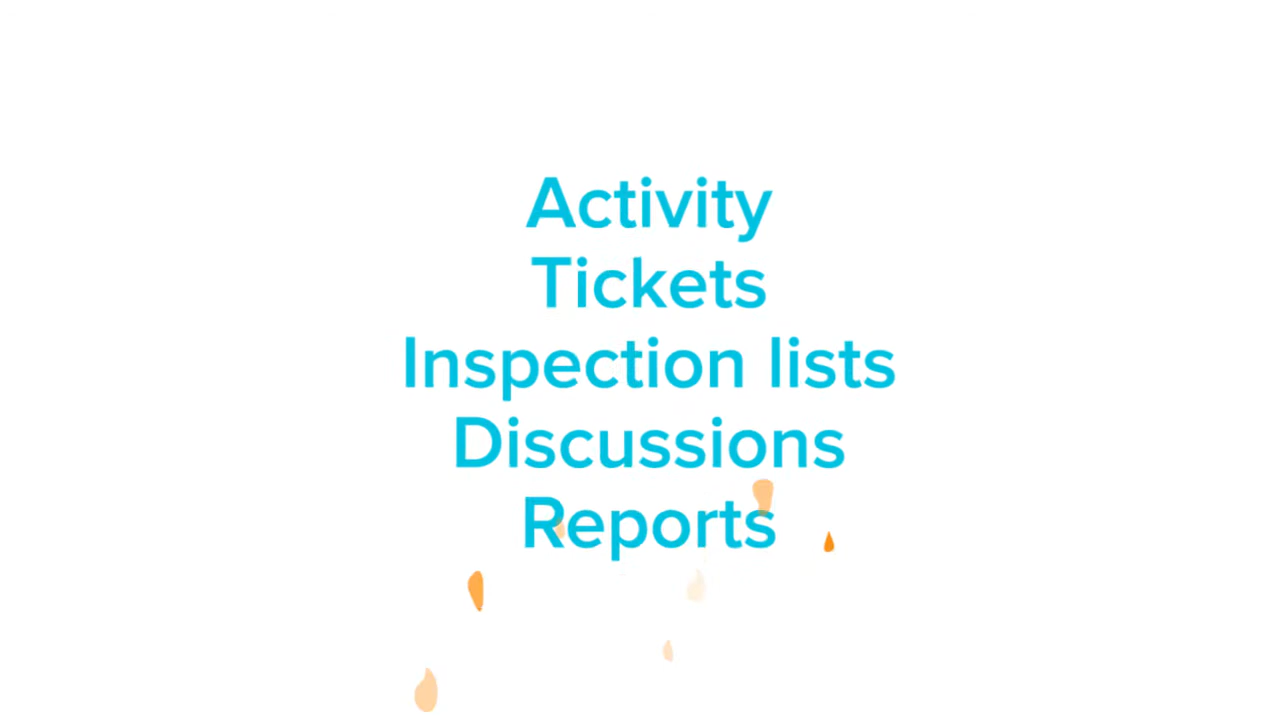 Activity
Tickets
Inspection lists
Discussions
Reports